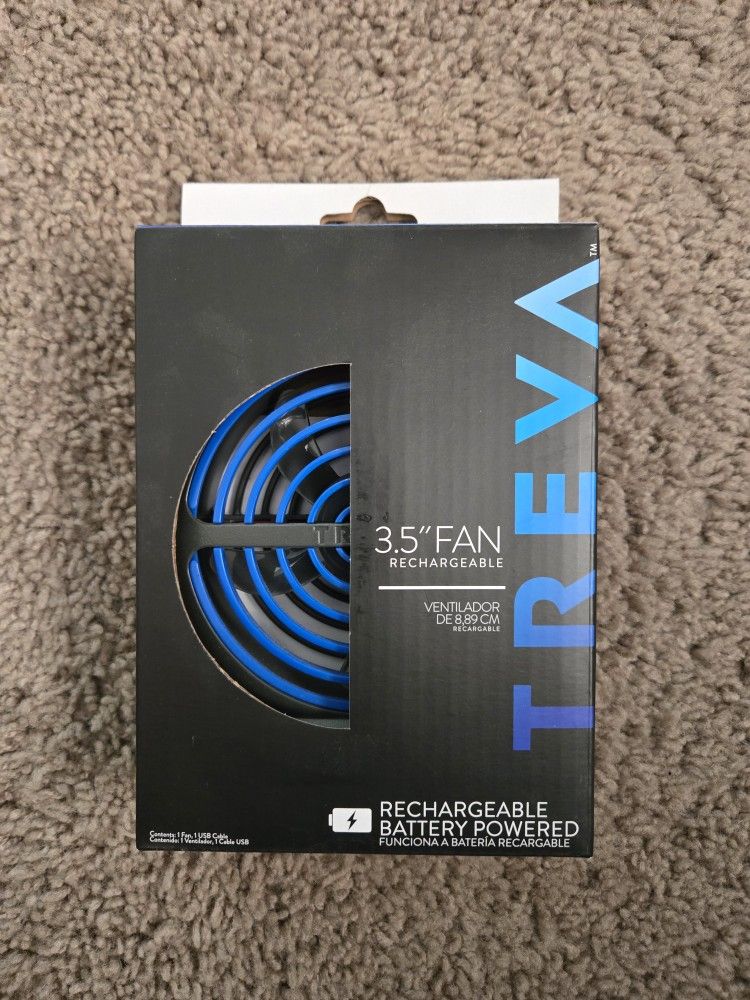 TREVA™
TR
3.5" FAN
RECHARGEABLE
VENTILADOR
DE 8,89 CM
RECARGABLE
RECHARGEABLE
BATTERY POWERED
FUNCIONA A BATERÍA RECARGABLE
Contents: 1 Fan, 1 USB Cable
Contenido: 1 Ventilador, 1 Cable USB